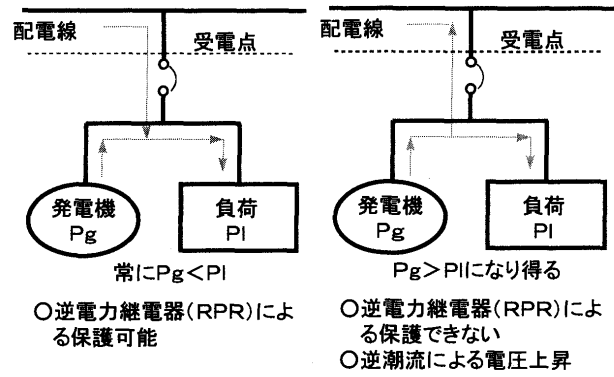 配電線
受電点
発電機
Pg
負荷
Pl
常にPg<Pl
○逆電力継電器(RPR)によ
る保護可能
配電線
受電点
発電機
Pg
負荷
Pl
Pg>Plになり得る
○逆電力継電器(RPR)によ
る保護できない
○逆潮流による電圧上昇